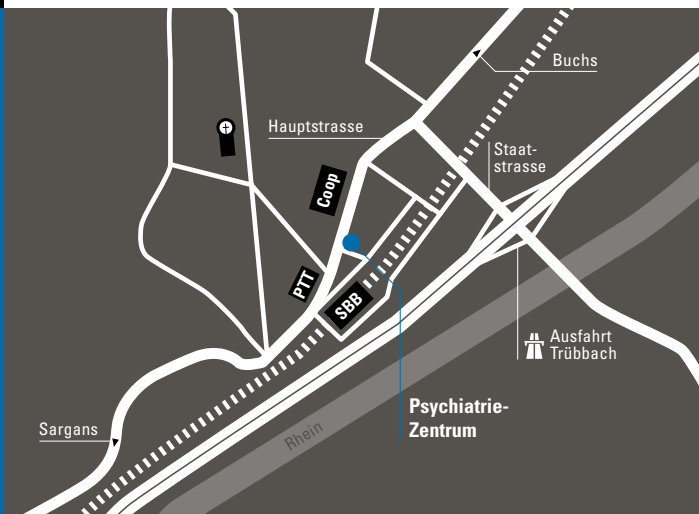 Buchs
Hauptstrasse
Staat-
strasse
Coop
PTT
SBB
Ausfahrt
Trübbach
Psychiatrie-
Zentrum
Sargans
Rhein